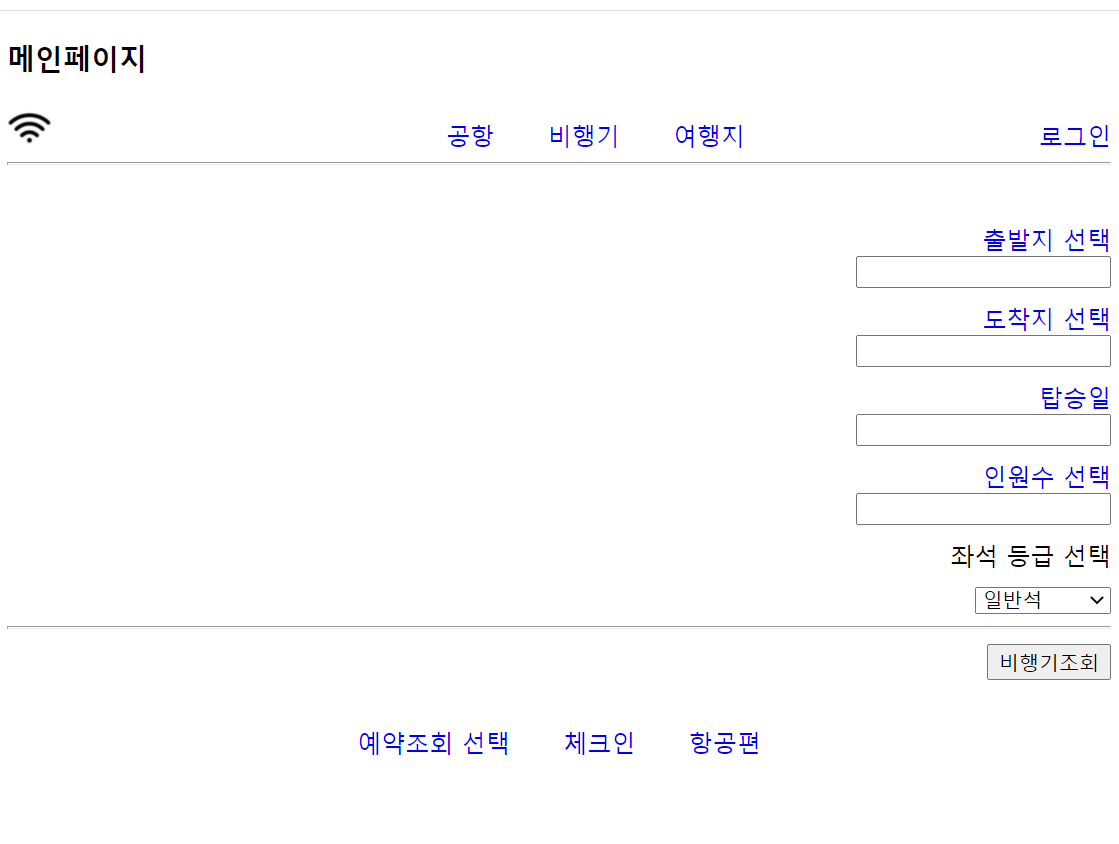 메인페이지
공항 비행기 여행지 로그인
출발지 선택
도착지 선택
탑승일
인원수 선택
좌석 등급 선택
일반석
비행기조회
예약조회 선택 체크인 항공편